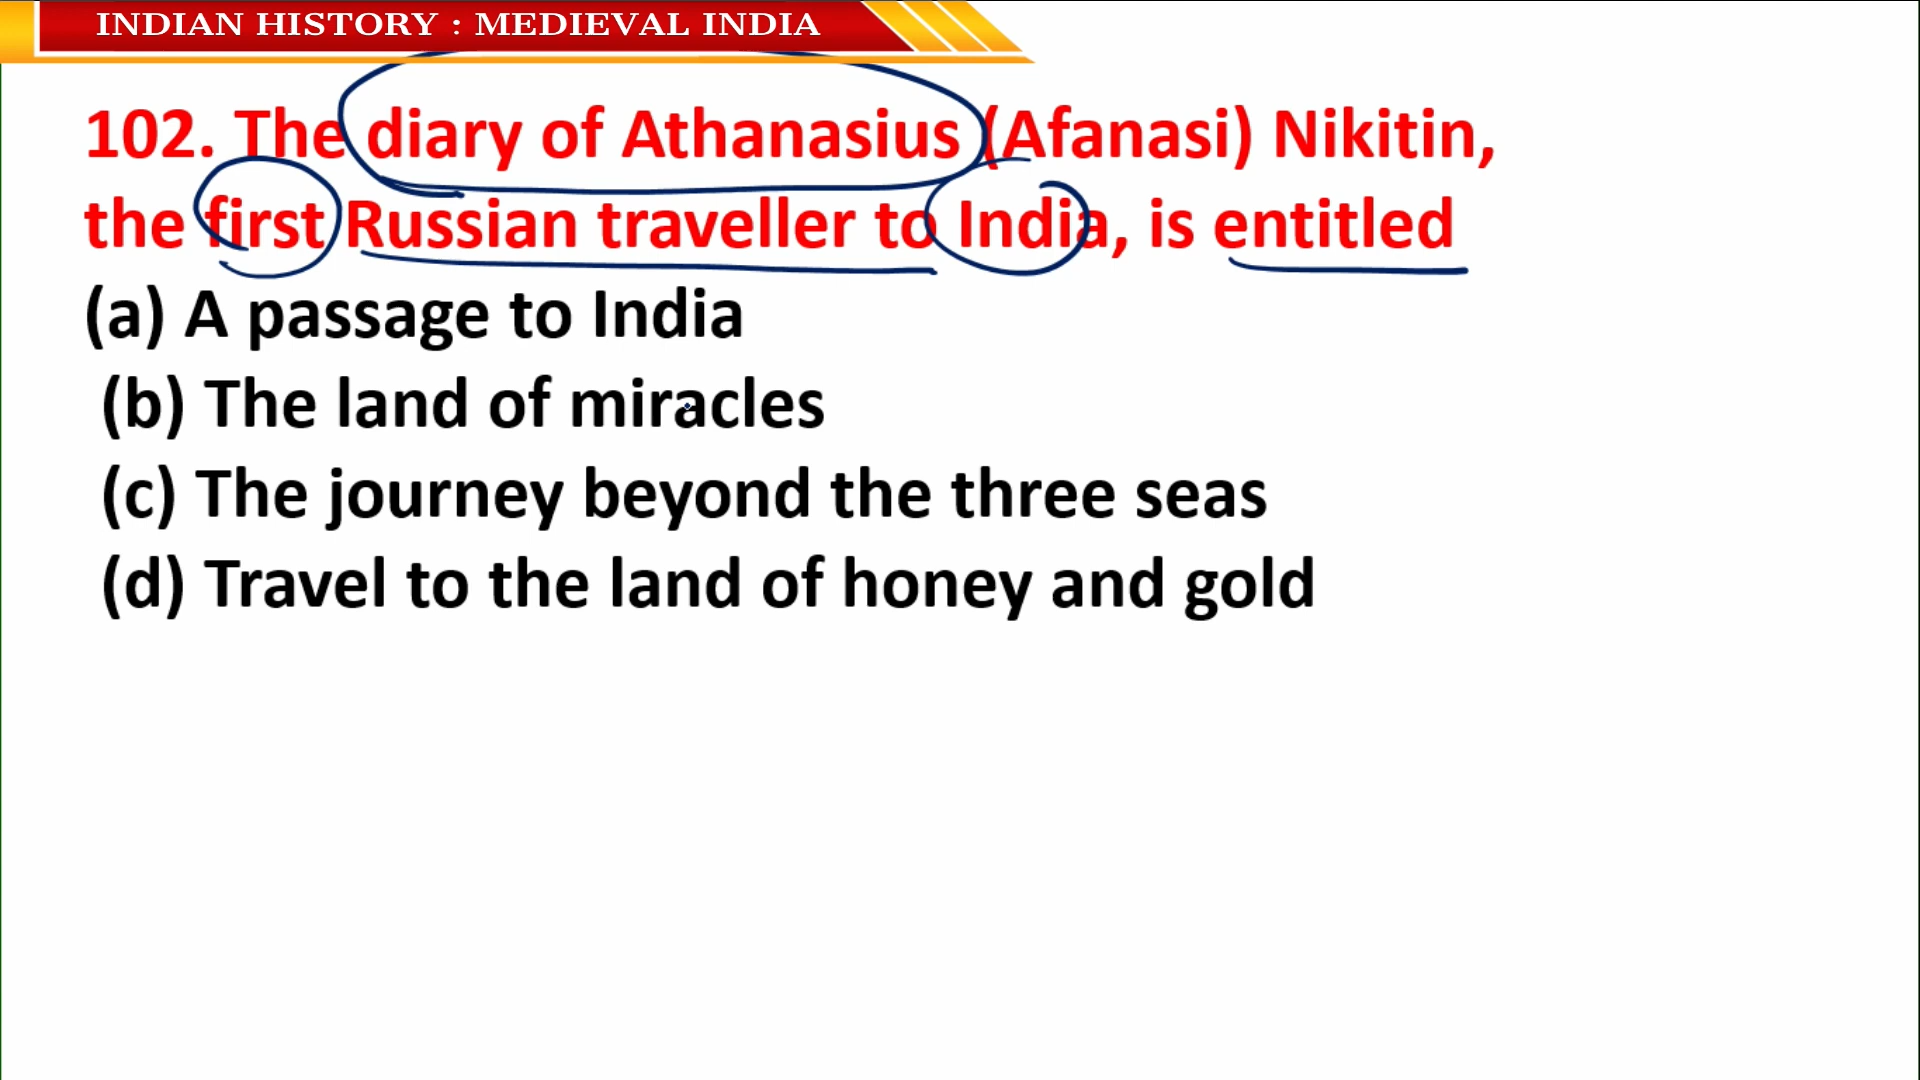 INDIAN HISTORY : MEDIEVAL INDIA
102. The diary of Athanasius (Afanasi) Nikitin,
the first Russian traveller to India, is entitled
(a) A passage to India
(b) The land of miracles
(c) The journey beyond the three seas
(d) Travel to the land of honey and gold